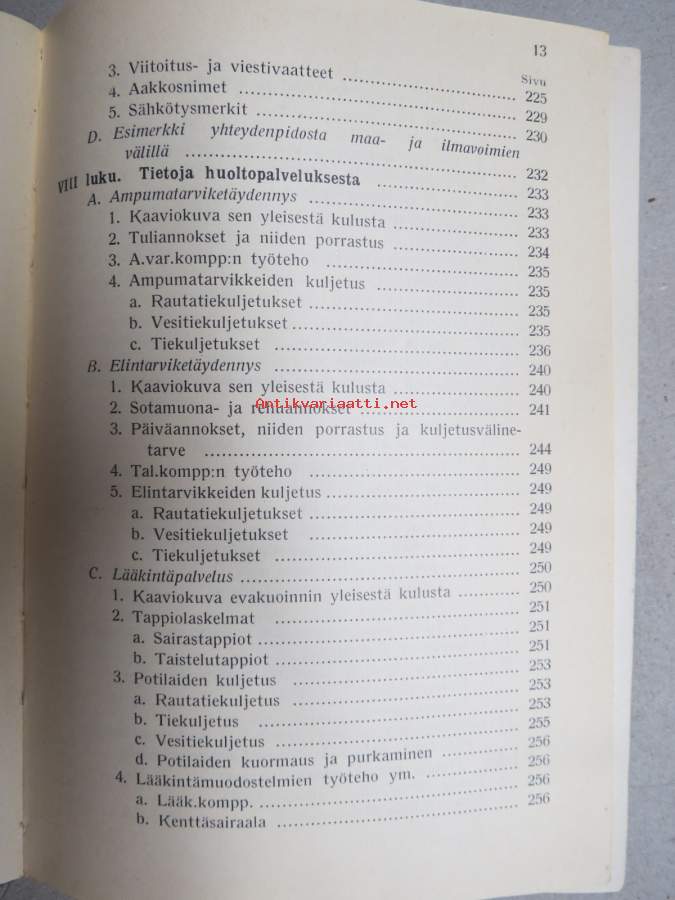 13
Sivu
3. Viitoitus- ja viestivaatteet ........ 225
4. Aakkosnimet ........ 229
5. Sähkötysmerkit ........ 230
D. Esimerkki yhteydenpidosta maa- ja ilmavoimien
välillä ........ 232
VIII luku. Tietoja huoltopalveluksesta ........ 233
A. Ampumatarviketäydennys ........ 233
1. Kaaviokuva sen yleisestä kulusta ........ 233
2. Tuliannokset ja niiden porrastus ........ 234
3. A.var.kompp:n työteho ........ 235
4. Ampumatarvikkeiden kuljetus ........ 235
a. Rautatiekuljetukset ........ 235
b. Vesitiekuljetukset ........ 235
c. Tiekuljetukset ........ 236
B. Elintarviketäydennys ........ 240
1. Kaaviokuva sen yleisestä kulusta ........ 240
Antikvariaatti.net
2. Sotamuona- ja rehuannokset ........ 241
3. Päiväannokset, niiden porrastus ja kuljetusväline-
tarve ........ 244
4. Tal.kompp:n työteho ........ 249
5. Elintarvikkeiden kuljetus ........ 249
a. Rautatiekuljetukset ........ 249
b. Vesitiekuljetukset ........ 249
c. Tiekuljetukset ........ 249
C. Lääkintäpalvelus ........ 250
1. Kaaviokuva evakuoinnin yleisestä kulusta ........ 250
2. Tappiolaskelmat ........ 251
a. Sairastappiot ........ 251
b. Taistelutappiot ........ 251
3. Potilaiden kuljetus ........ 253
a. Rautatiekuljetus ........ 253
b. Tiekuljetus ........ 253
c. Vesitiekuljetus ........ 255
d. Potilaiden kuormaus ja purkaminen ........ 256
4. Lääkintämuodostelmien työteho ym. ........ 256
a. Lääk.kompp. ........ 256
b. Kenttäsairaala ........ 256